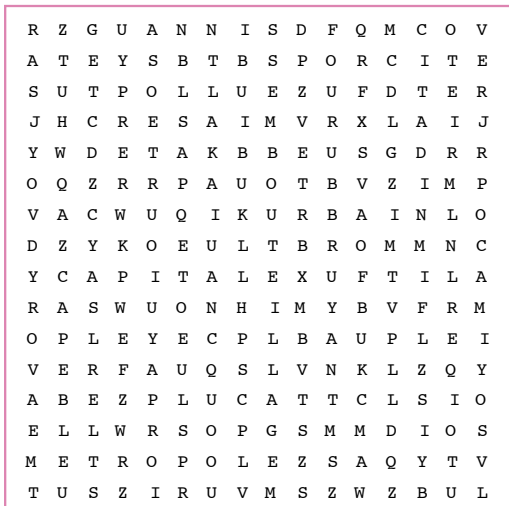 R Z G U A N N I S D F Q M C O V
A T E Y S B T B S P O R C I T E
S U T P O L L U E Z U F D T E R
J H C R E S A I M V R X L A I J
Y W D E T A K B B E U S G D R R
O Q Z R R P A U O T B V Z I M P
V A C W U Q I K U R B A I N L O
D Z Y K O E U L T B R O M M N C
Y C A P I T A L E X U F T I L A
R A S W U O N H I M Y B V F R M
O P L E Y E C P L B A U P L E I
V E R F A U Q S L V N K L Z Q Y
A B E Z P L U C A T T C L S I O
E L L W R S O P G S M M D I O S
M E T R O P O L E Z S A Q Y T V
T U S Z I R U V M S Z W Z B U L